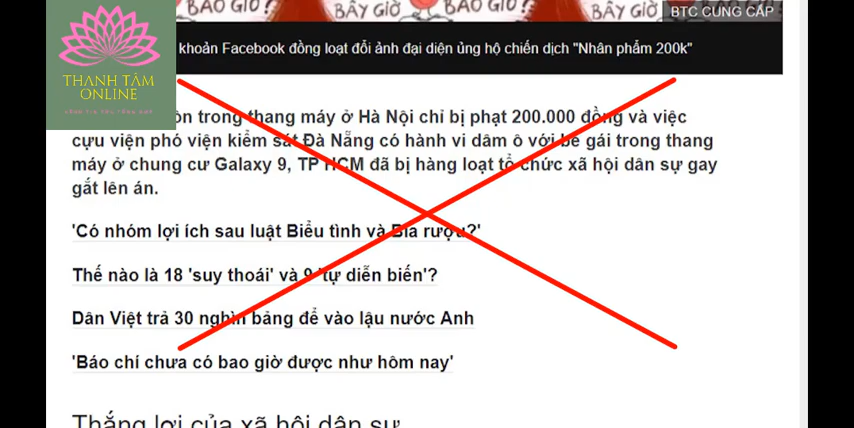 BAO GIỜ?
BÂY GIỜ
BAO GIỜ?
BÂY GIỜ
BTC CUNG CẤP
THANH TÂM
ONLINE
khoản Facebook đồng loạt đổi ảnh đại diện ủng hộ chiến dịch "Nhân phẩm 200k"
trong thang máy ở Hà Nội chỉ bị phạt 200.000 đồng và việc
cựu viện phó viện kiểm sát Đà Nẵng có hành vi dâm ô với bé gái trong thang
máy ở chung cư Galaxy 9, TP HCM đã bị hàng loạt tổ chức xã hội dân sự gay
gắt lên án.
'Có nhóm lợi ích sau luật Biểu tình và Bia rượu?'
Thế nào là 18 'suy thoái' và 9 'tự diễn biến'?
Dân Việt trả 30 nghìn bảng để vào lậu nước Anh
'Báo chí chưa có bao giờ được như hôm nay'
Thắng lợi của xã hội dân sự